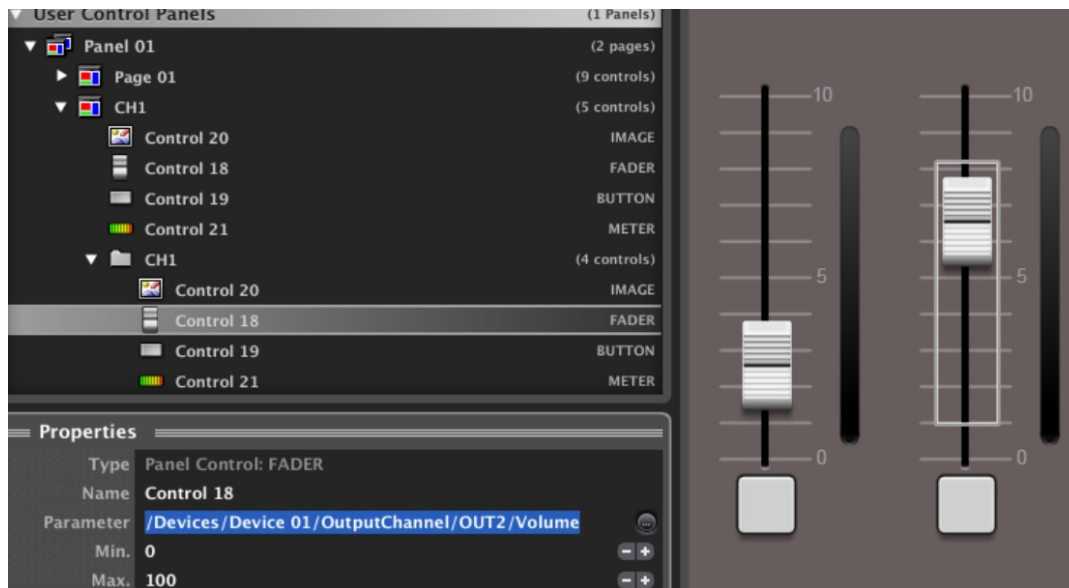 User Control Panels (1 Panels)
Panel 01 (2 pages)
Page 01 (9 controls)
CH1 (5 controls)
Control 20 IMAGE
Control 18 FADER
Control 19 BUTTON
Control 21 METER
CH1 (4 controls)
Control 20 IMAGE
Control 18 FADER
Control 19 BUTTON
Control 21 METER
Properties
Type Panel Control: FADER
Name Control 18
Parameter /Devices/Device 01/OutputChannel/OUT2/Volume
Min. 0
Max. 100
10 10
5 5
0 0